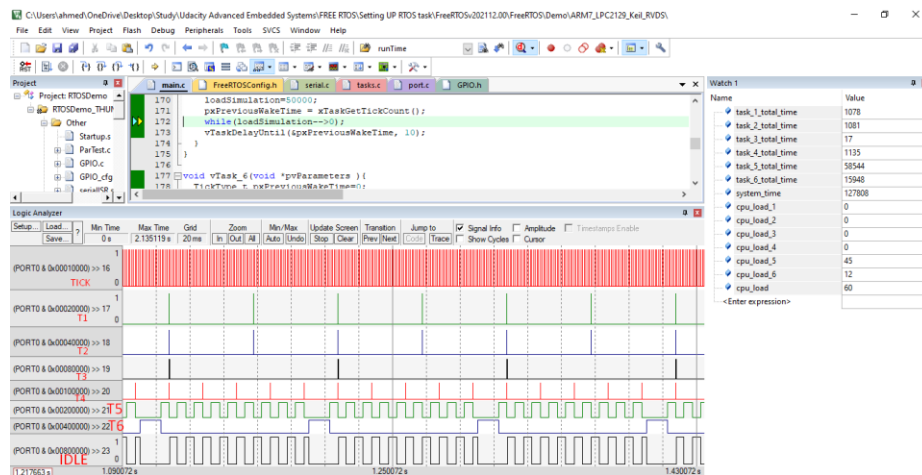 C:\Users\ahmed\OneDrive\Desktop\Study\Udacity Advanced Embedded Systems\FREE RTOS\Setting UP RTOS task\FreeRTOSv202112.00\FreeRTOS\Demo\ARM7_LPC2129_Keil_RVDS\
File Edit View Project Flash Debug Peripherals Tools SVCS Window Help
runTime
Project
Project: RTOSDemo
RTOSDemo_THUM
Other
Startup.s
ParTest.c
GPIO.c
GPIO_cfg
serialISR.c
main.c FreeRTOSConfig.h serial.c tasks.c port.c GPIO.h
170 loadSimulation=50000;
171 pxPreviousWakeTime = xTaskGetTickCount();
172 while(loadSimulation-->0);
173 vTaskDelayUntil(&pxPreviousWakeTime, 10);
174 }
175 }
176
177 void vTask_6(void *pvParameters ){
178 TickType_t pxPreviousWakeTime=0;
Watch 1
Name Value
task_1_total_time 1078
task_2_total_time 1081
task_3_total_time 17
task_4_total_time 1135
task_5_total_time 58544
task_6_total_time 15948
system_time 127808
cpu_load_1 0
cpu_load_2 0
cpu_load_3 0
cpu_load_4 0
cpu_load_5 45
cpu_load_6 12
cpu_load 60
<Enter expression>
Logic Analyzer
Setup... Load... ? Min Time Max Time Grid Zoom Min/Max Update Screen Transition Jump to Signal Info Amplitude Timestamps Enable
Save... 0 s 2.135119 s 20 ms In Out All Auto Undo Stop Clear Prev Next Code Trace Show Cycles Cursor
1
(PORT0 & 0x00010000) >> 16
TICK 0
1
(PORT0 & 0x00020000) >> 17
T1 0
(PORT0 & 0x00040000) >> 18
T2
(PORT0 & 0x00080000) >> 19
T3
(PORT0 & 0x00100000) >> 20
T4
(PORT0 & 0x00200000) >> 21 T5
(PORT0 & 0x00400000) >> 22 T6
1
(PORT0 & 0x00800000) >> 23
IDLE 0
1.217663 s 1.090072 s 1.250072 s 1.430072 s